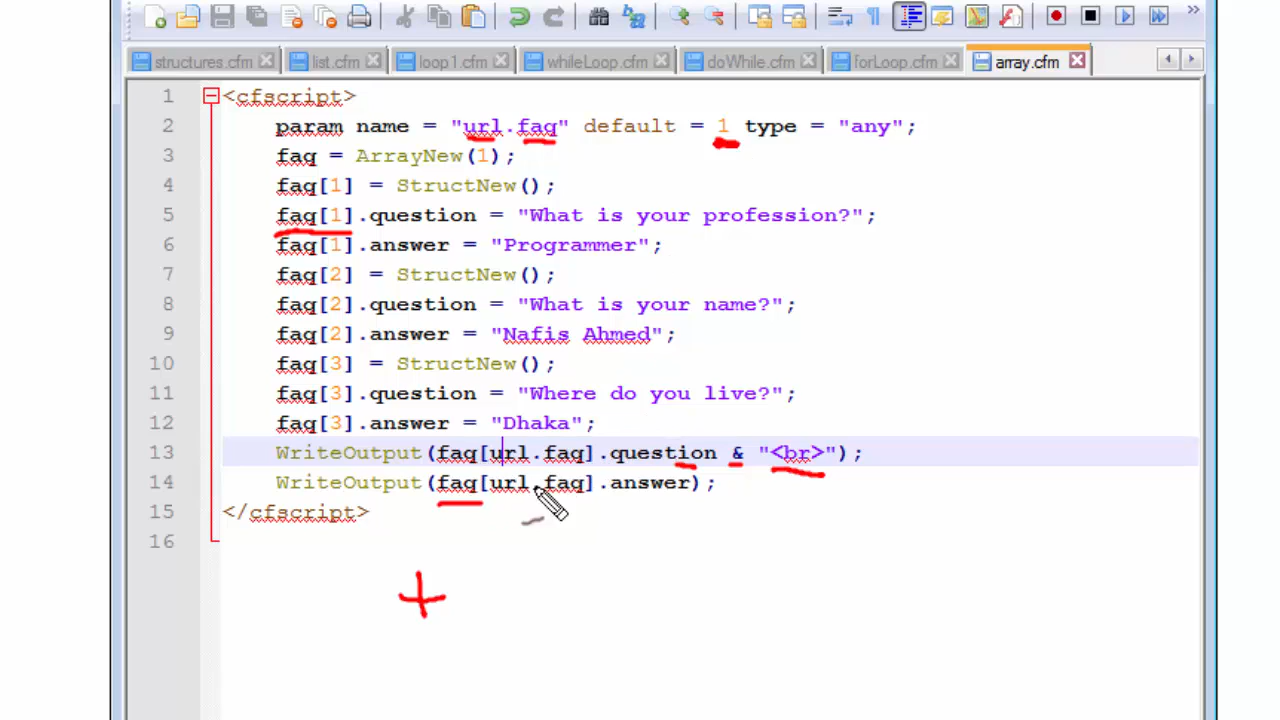 structures.cfm list.cfm loop1.cfm whileLoop.cfm doWhile.cfm forLoop.cfm array.cfm
1 <cfscript>
2 param name = "url.faq" default = 1 type = "any";
3 faq = ArrayNew(1);
4 faq[1] = StructNew();
5 faq[1].question = "What is your profession?";
6 faq[1].answer = "Programmer";
7 faq[2] = StructNew();
8 faq[2].question = "What is your name?";
9 faq[2].answer = "Nafis Ahmed";
10 faq[3] = StructNew();
11 faq[3].question = "Where do you live?";
12 faq[3].answer = "Dhaka";
13 WriteOutput(faq[url.faq].question & "<br>");
14 WriteOutput(faq[url.faq].answer);
15 </cfscript>
16
+